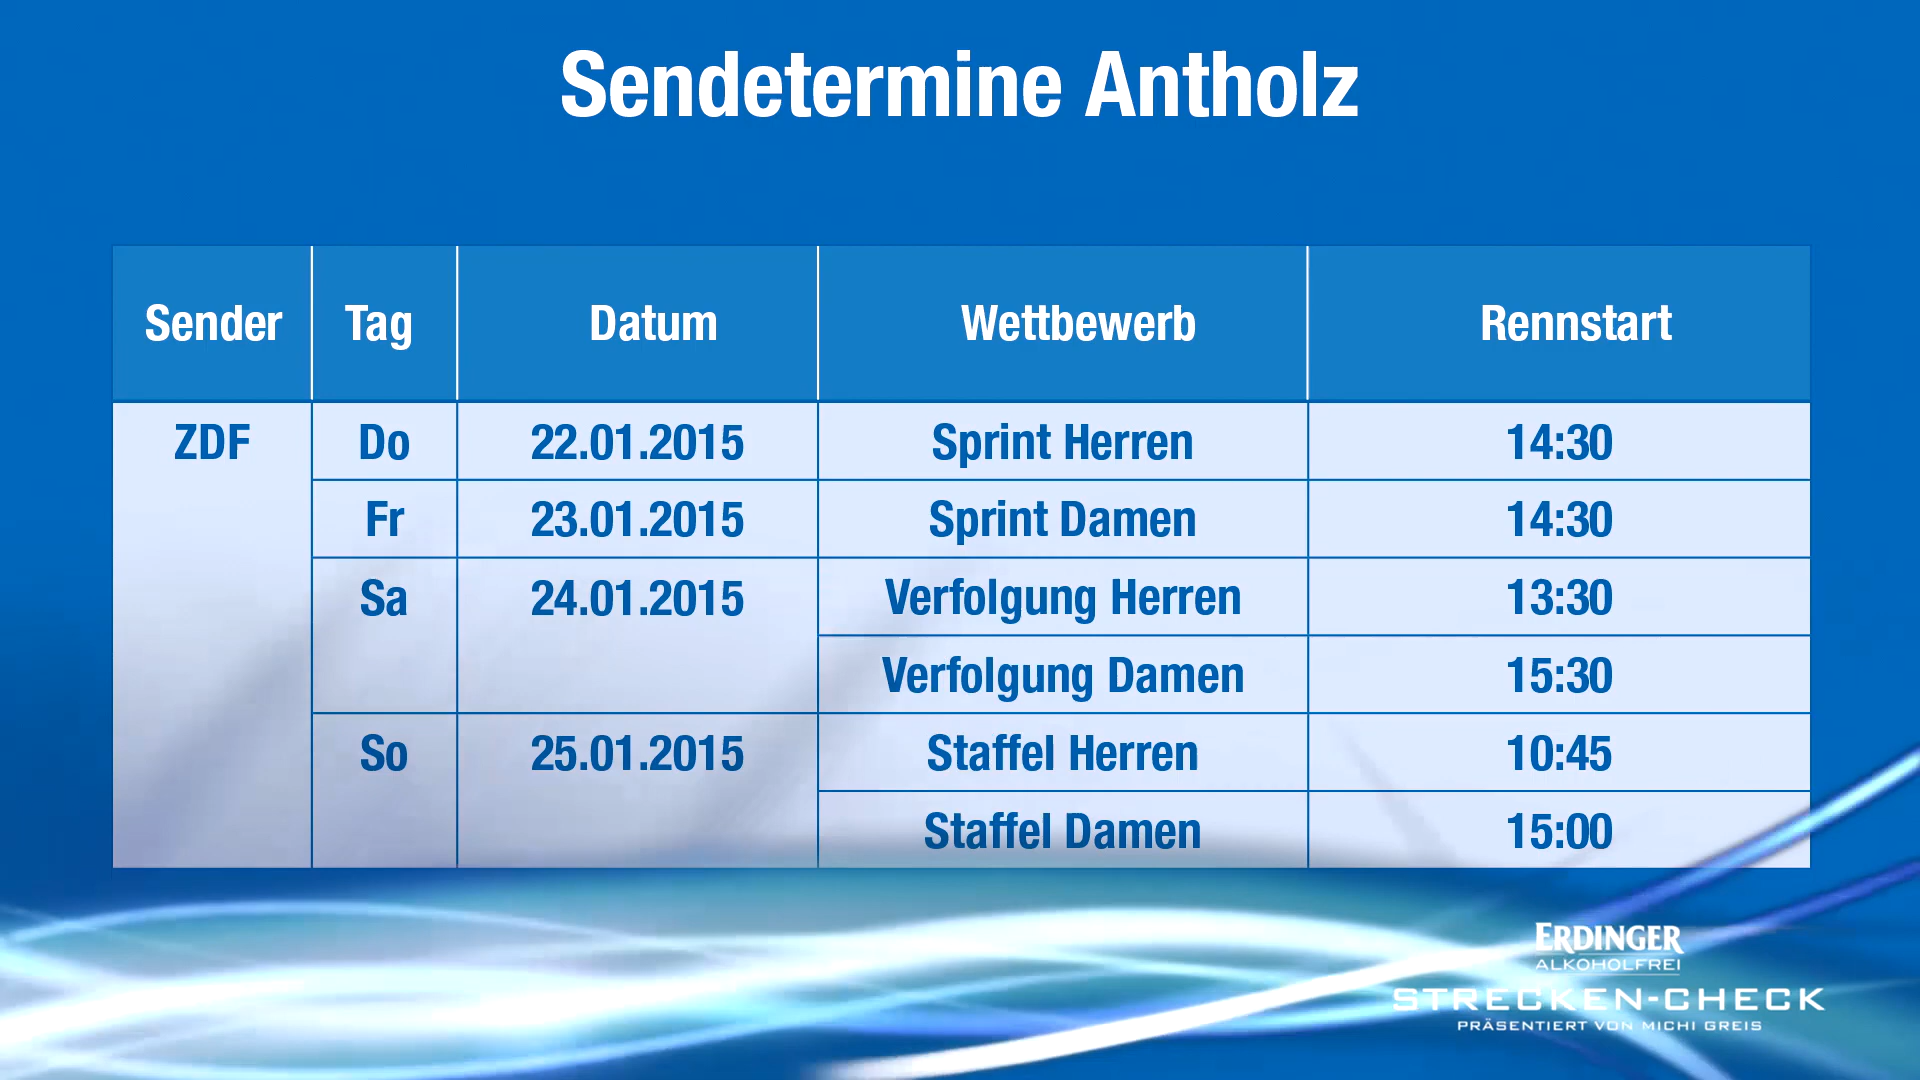 Sendetermine Antholz
Sender Tag Datum Wettbewerb Rennstart
ZDF Do 22.01.2015 Sprint Herren 14:30
Fr 23.01.2015 Sprint Damen 14:30
Sa 24.01.2015 Verfolgung Herren 13:30
Verfolgung Damen 15:30
So 25.01.2015 Staffel Herren 10:45
Staffel Damen 15:00
ERDINGER
ALKOHOLFREI
STRECKEN-CHECK
PRÄSENTIERT VON MICHI GREIS